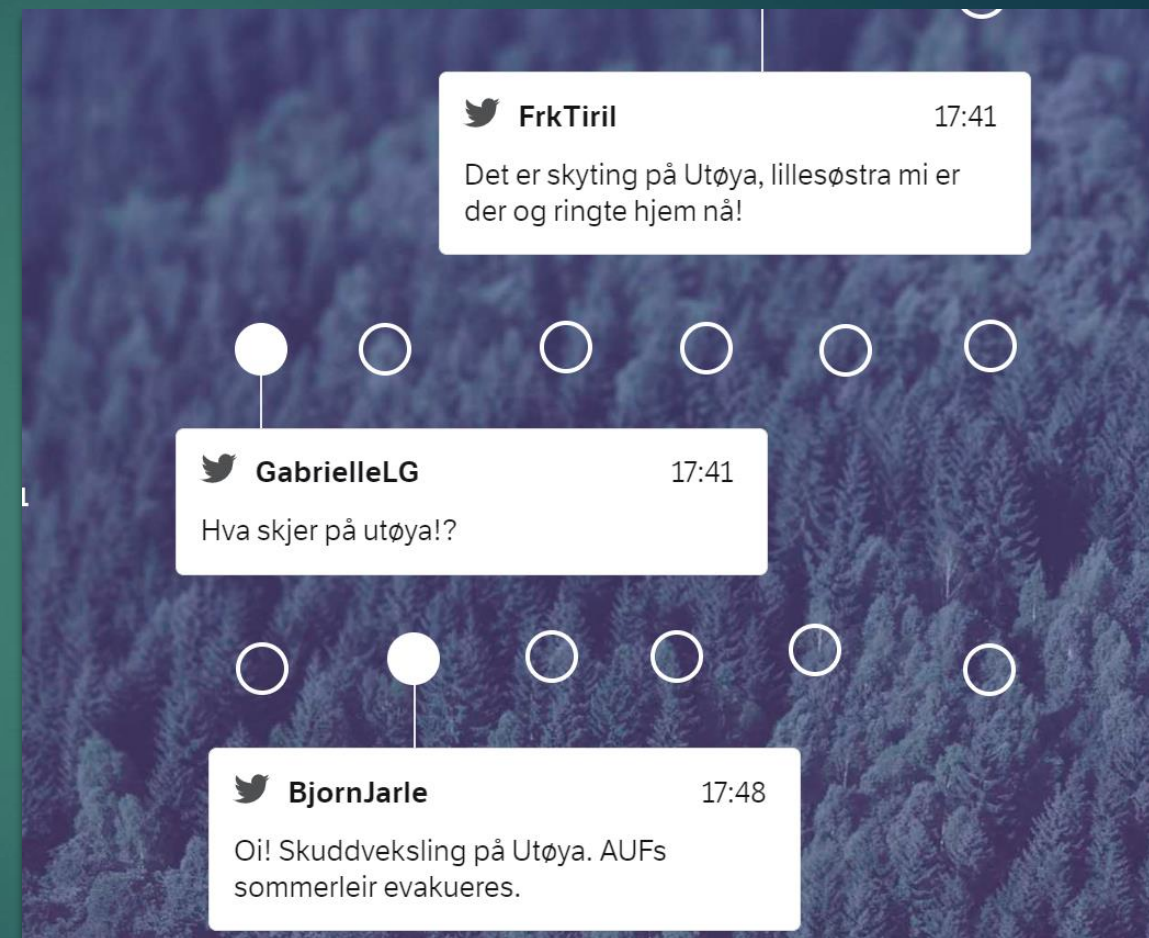 FrkTiril 17:41
Det er skyting på Utøya, lillesøstra mi er
der og ringte hjem nå!
GabrielleLG 17:41
Hva skjer på utøya!?
BjornJarle 17:48
Oi! Skuddveksling på Utøya. AUFs
sommerleir evakueres.